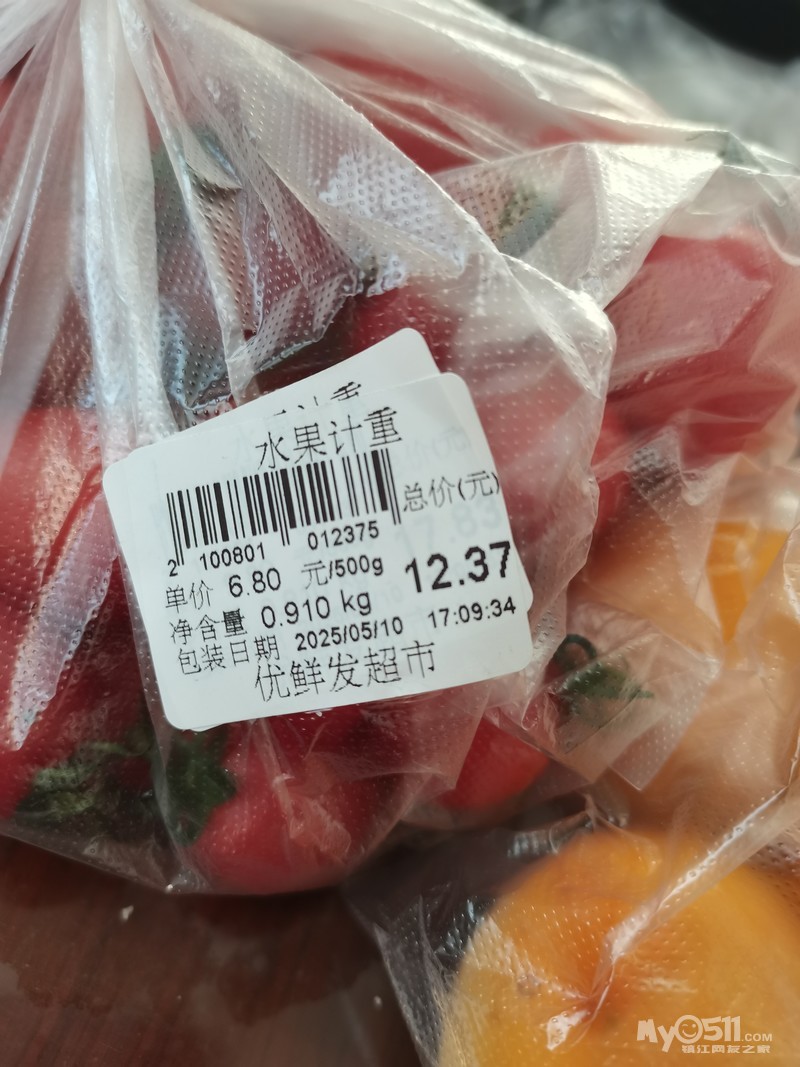 水果计重
总价(元)
2 100801 012375
单价 6.80 元/500g
12.37
净含量 0.910 kg
包装日期 2025/05/10 17:09:34
优鲜发超市
MyO511.COM
镇江网友之家